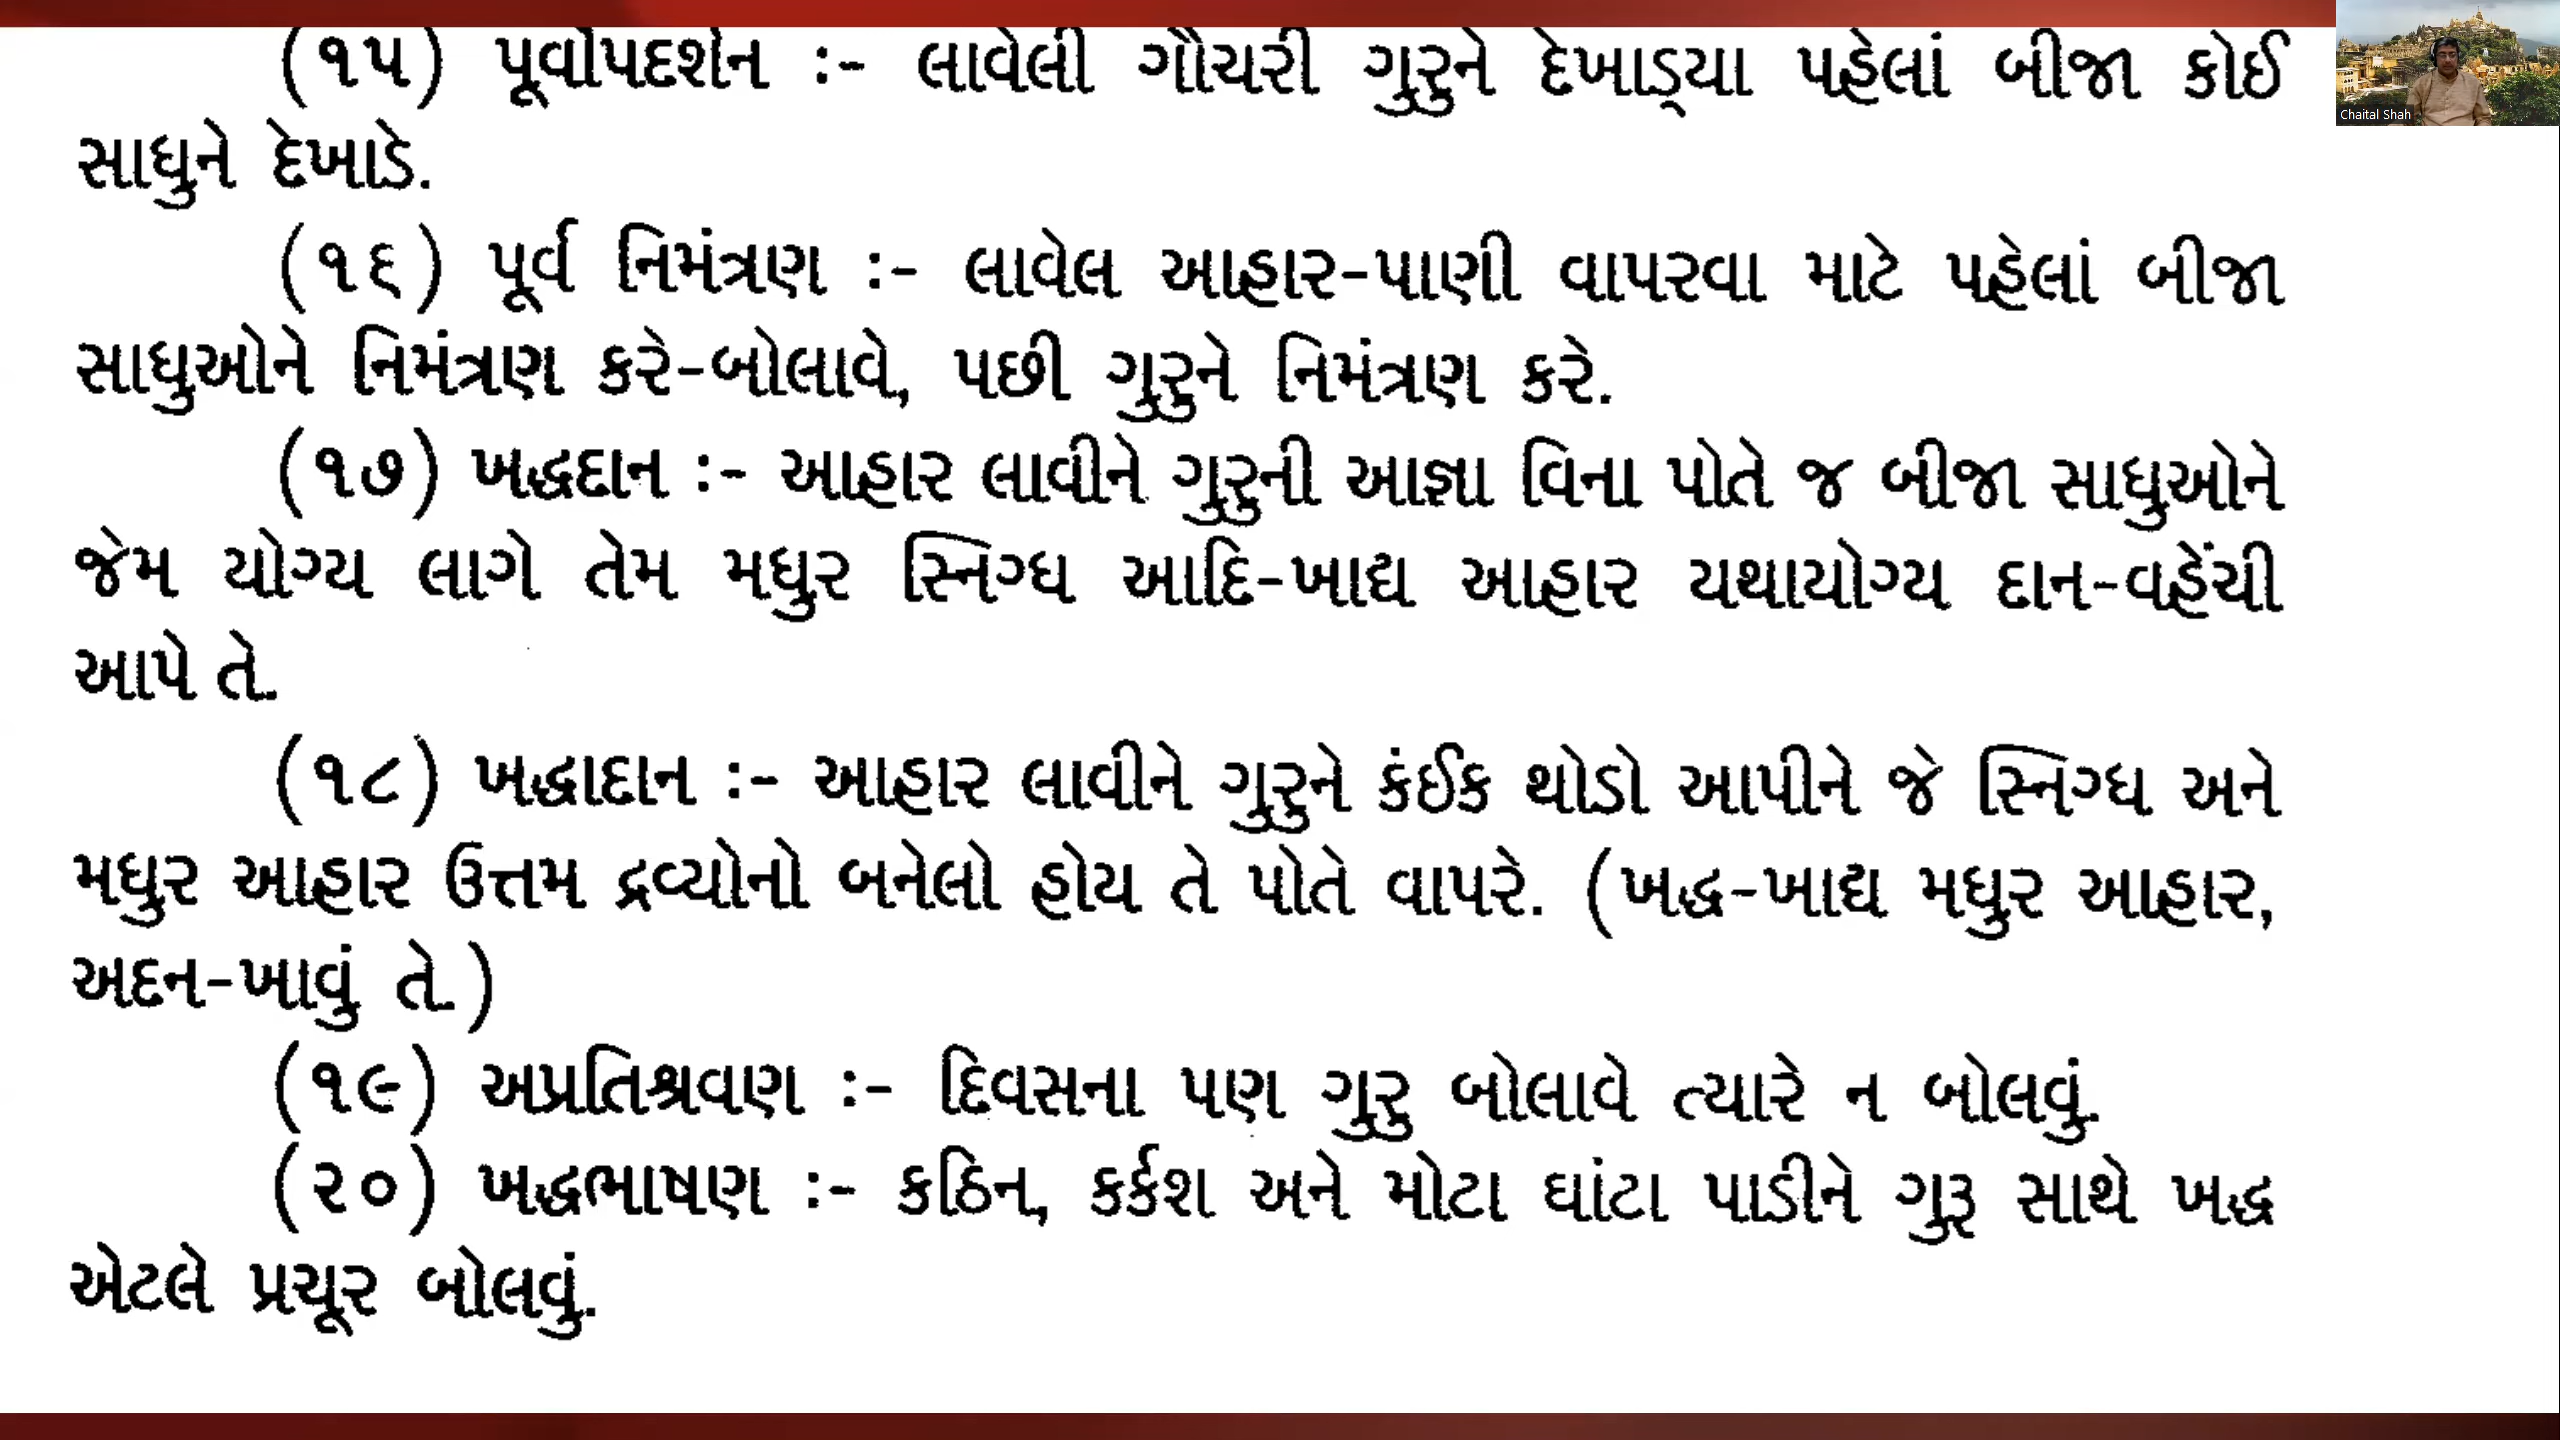 (૧૫) પૂર્વોપદર્શન :- લાવેલી ગૌચરી ગુરુને દેખાડ્યા પહેલાં બીજા કોઈ
સાધુને દેખાડે.
(૧૬) પૂર્વ નિમંત્રણ :- લાવેલ આહાર-પાણી વાપરવા માટે પહેલાં બીજા
સાધુઓને નિમંત્રણ કરે-બોલાવે, પછી ગુરુને નિમંત્રણ કરે.
(૧૭) ખદ્ધદાન :- આહાર લાવીને ગુરુની આજ્ઞા વિના પોતે જ બીજા સાધુઓને
જેમ યોગ્ય લાગે તેમ મધુર સ્નિગ્ધ આદિ-ખાદ્ય આહાર યથાયોગ્ય દાન-વહેંચી
આપે તે.
(૧૮) ખદ્ધાદાન :- આહાર લાવીને ગુરુને કંઈક થોડો આપીને જે સ્નિગ્ધ અને
મધુર આહાર ઉત્તમ દ્રવ્યોનો બનેલો હોય તે પોતે વાપરે. (ખદ્ધ-ખાદ્ય મધુર આહાર,
અદન-ખાવું તે.)
(૧૯) અપ્રતિશ્રવણ :- દિવસના પણ ગુરુ બોલાવે ત્યારે ન બોલવું.
(૨૦) ખદ્ધભાષણ :- કઠિન, કર્કશ અને મોટા ઘાંટા પાડીને ગુરૂ સાથે ખદ્ધ
એટલે પ્રચૂર બોલવું.
Chaital Shah